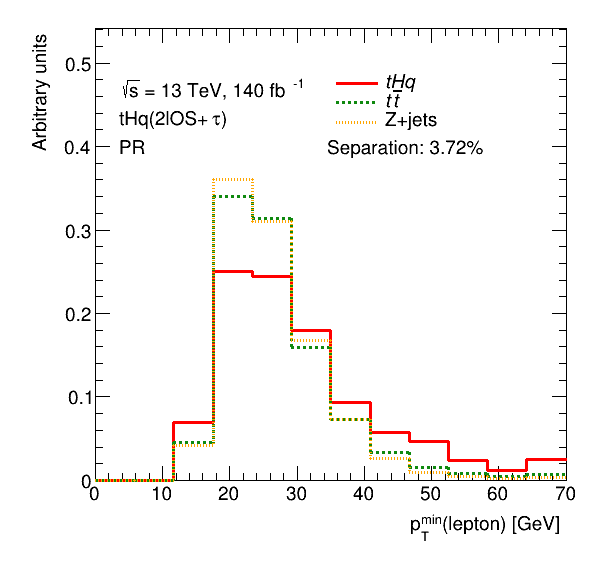 Arbitrary units
0.5
0.4
0.3
0.2
0.1
0
√s = 13 TeV, 140 fb⁻¹
tHq(2lOS+ τ)
PR
tHq
tt̅
Z+jets
Separation: 3.72%
0 10 20 30 40 50 60 70
p_T^min(lepton) [GeV]